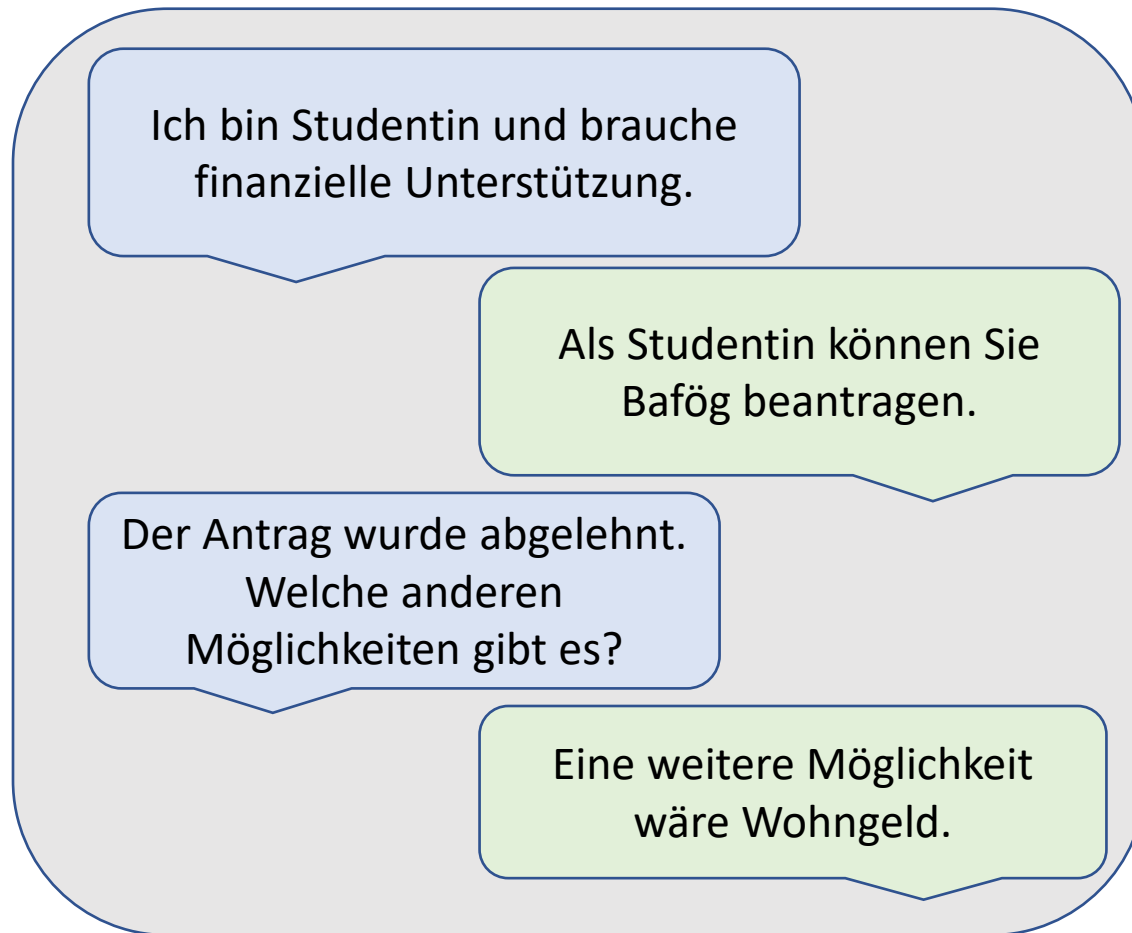 Ich bin Studentin und brauche
finanzielle Unterstützung.
Als Studentin können Sie
Bafög beantragen.
Der Antrag wurde abgelehnt.
Welche anderen
Möglichkeiten gibt es?
Eine weitere Möglichkeit
wäre Wohngeld.